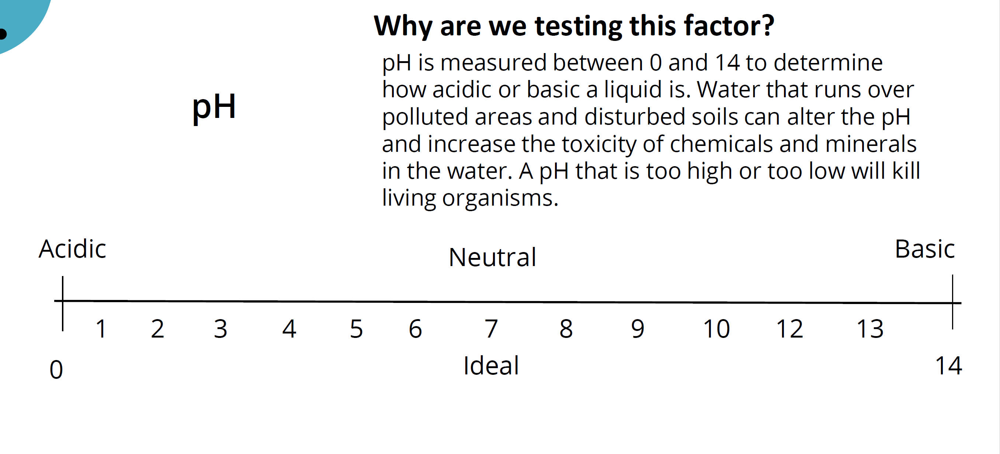 Why are we testing this factor?
pH
pH is measured between 0 and 14 to determine
how acidic or basic a liquid is. Water that runs over
polluted areas and disturbed soils can alter the pH
and increase the toxicity of chemicals and minerals
in the water. A pH that is too high or too low will kill
living organisms.
Acidic Neutral Basic
1 2 3 4 5 6 7 8 9 10 12 13
0 Ideal 14